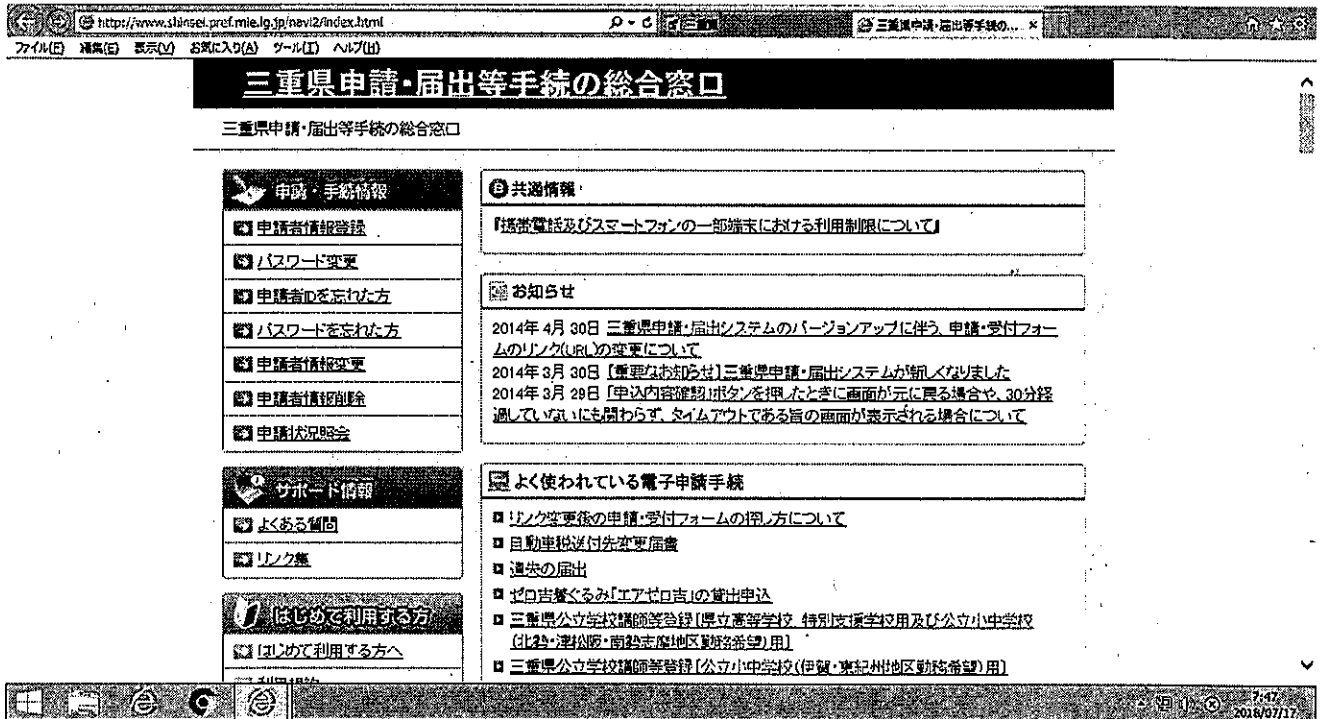 http://www.shinsei.pref.mie.lg.jp/navi2/index.html
三重県
三重県申請・届出等手続の...
ファイル(F) 編集(E) 表示(V) お気に入り(A) ツール(T) ヘルプ(H)
三重県申請・届出等手続の総合窓口
三重県申請・届出等手続の総合窓口
申請・手続情報
申請者情報登録
パスワード変更
申請者IDを忘れた方
パスワードを忘れた方
申請者情報変更
申請者情報削除
申請状況照会
サポート情報
よくある質問
リンク集
はじめて利用する方
はじめて利用する方へ
利用規約
共通情報
『携帯電話及びスマートフォンの一部端末における利用制限について』
お知らせ
2014年 4月 30日 三重県申請・届出システムのバージョンアップに伴う、申請・受付フォー
ムのリンク(URL)の変更について
2014年 3月 30日 【重要なお知らせ】三重県申請・届出システムが新しくなりました
2014年 3月 29日 「申込内容確認」ボタンを押したときに画面が元に戻る場合や、30分経
過していないにも関わらず、タイムアウトである旨の画面が表示される場合について
よく使われている電子申請手続
リンク変更後の申請・受付フォームの探し方について
自動車税送付先変更届書
遺失の届出
ゼロ吉着ぐるみ「エアゼロ吉」の貸出申込
三重県公立学校講師等登録[県立高等学校、特別支援学校用及び公立小中学校
(北勢・津松阪・南勢志摩地区勤務希望)用]
三重県公立学校講師等登録[公立小中学校(伊賀・東紀州地区勤務希望)用]
7:47
2018/07/17